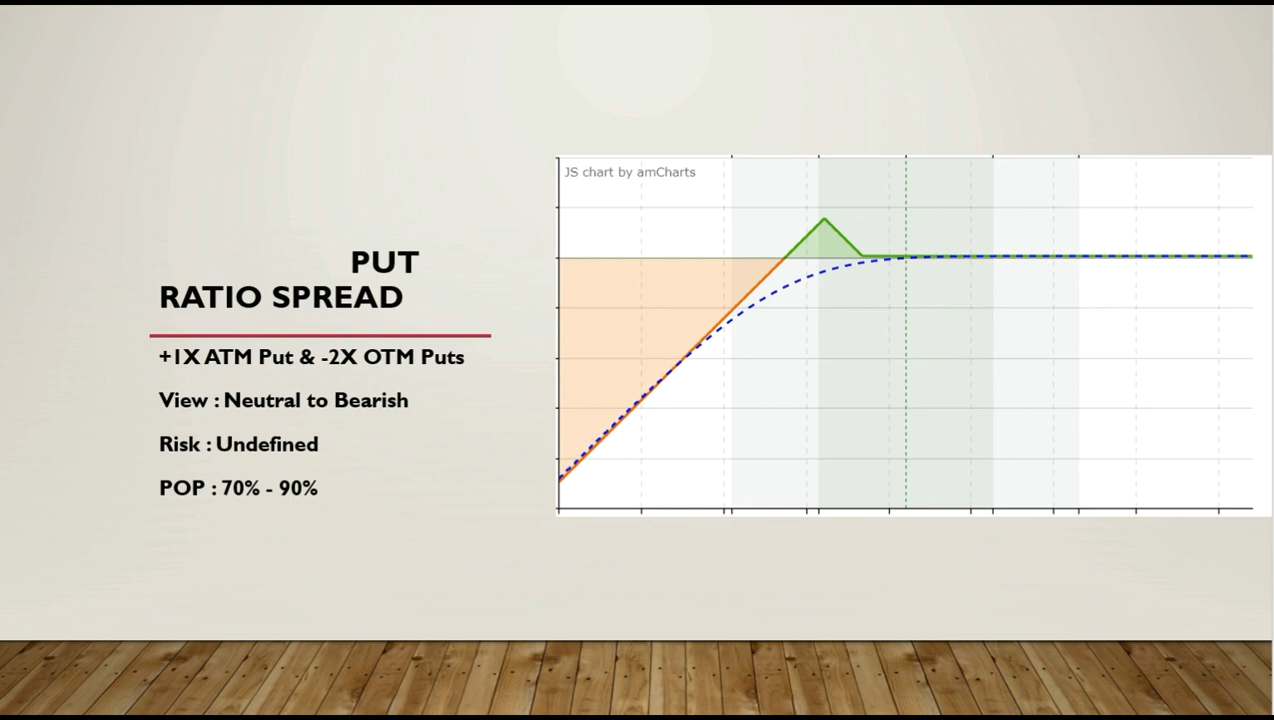 PUT
RATIO SPREAD
+1X ATM Put & -2X OTM Puts
View : Neutral to Bearish
Risk : Undefined
POP : 70% - 90%
JS chart by amCharts